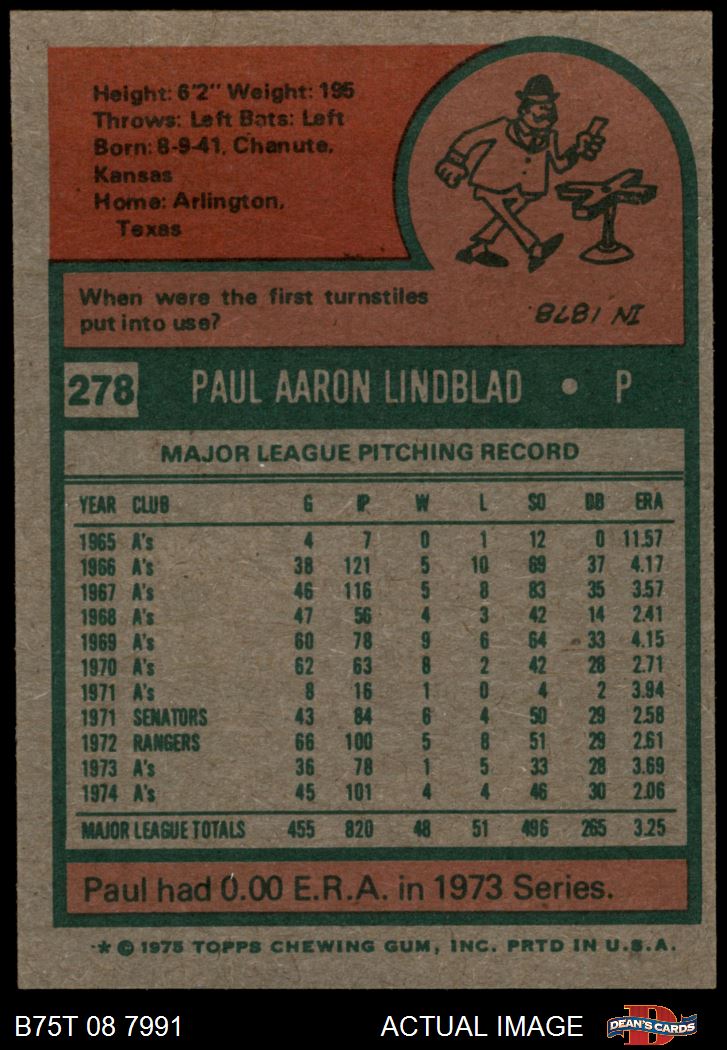 Height: 6'2" Weight: 195
Throws: Left Bats: Left
Born: 8-9-41, Chanute,
Kansas
Home: Arlington,
Texas
When were the first turnstiles
put into use?
IN 1878
278 PAUL AARON LINDBLAD • P
MAJOR LEAGUE PITCHING RECORD
YEAR CLUB G IP W L SO BB ERA
1965 A's 4 7 0 1 12 0 11.57
1966 A's 38 121 5 10 69 37 4.17
1967 A's 46 116 5 8 83 35 3.57
1968 A's 47 56 4 3 42 14 2.41
1969 A's 60 78 9 6 64 33 4.15
1970 A's 62 63 8 2 42 28 2.71
1971 A's 8 16 1 0 4 2 3.94
1971 SENATORS 43 84 6 4 50 29 2.58
1972 RANGERS 66 100 5 8 51 29 2.61
1973 A's 36 78 1 5 33 28 3.69
1974 A's 45 101 4 4 46 30 2.06
MAJOR LEAGUE TOTALS 455 820 48 51 496 265 3.25
Paul had 0.00 E.R.A. in 1973 Series.
* © 1975 TOPPS CHEWING GUM, INC. PRTD IN U.S.A.
B75T 08 7991 ACTUAL IMAGE DEAN'S CARDS